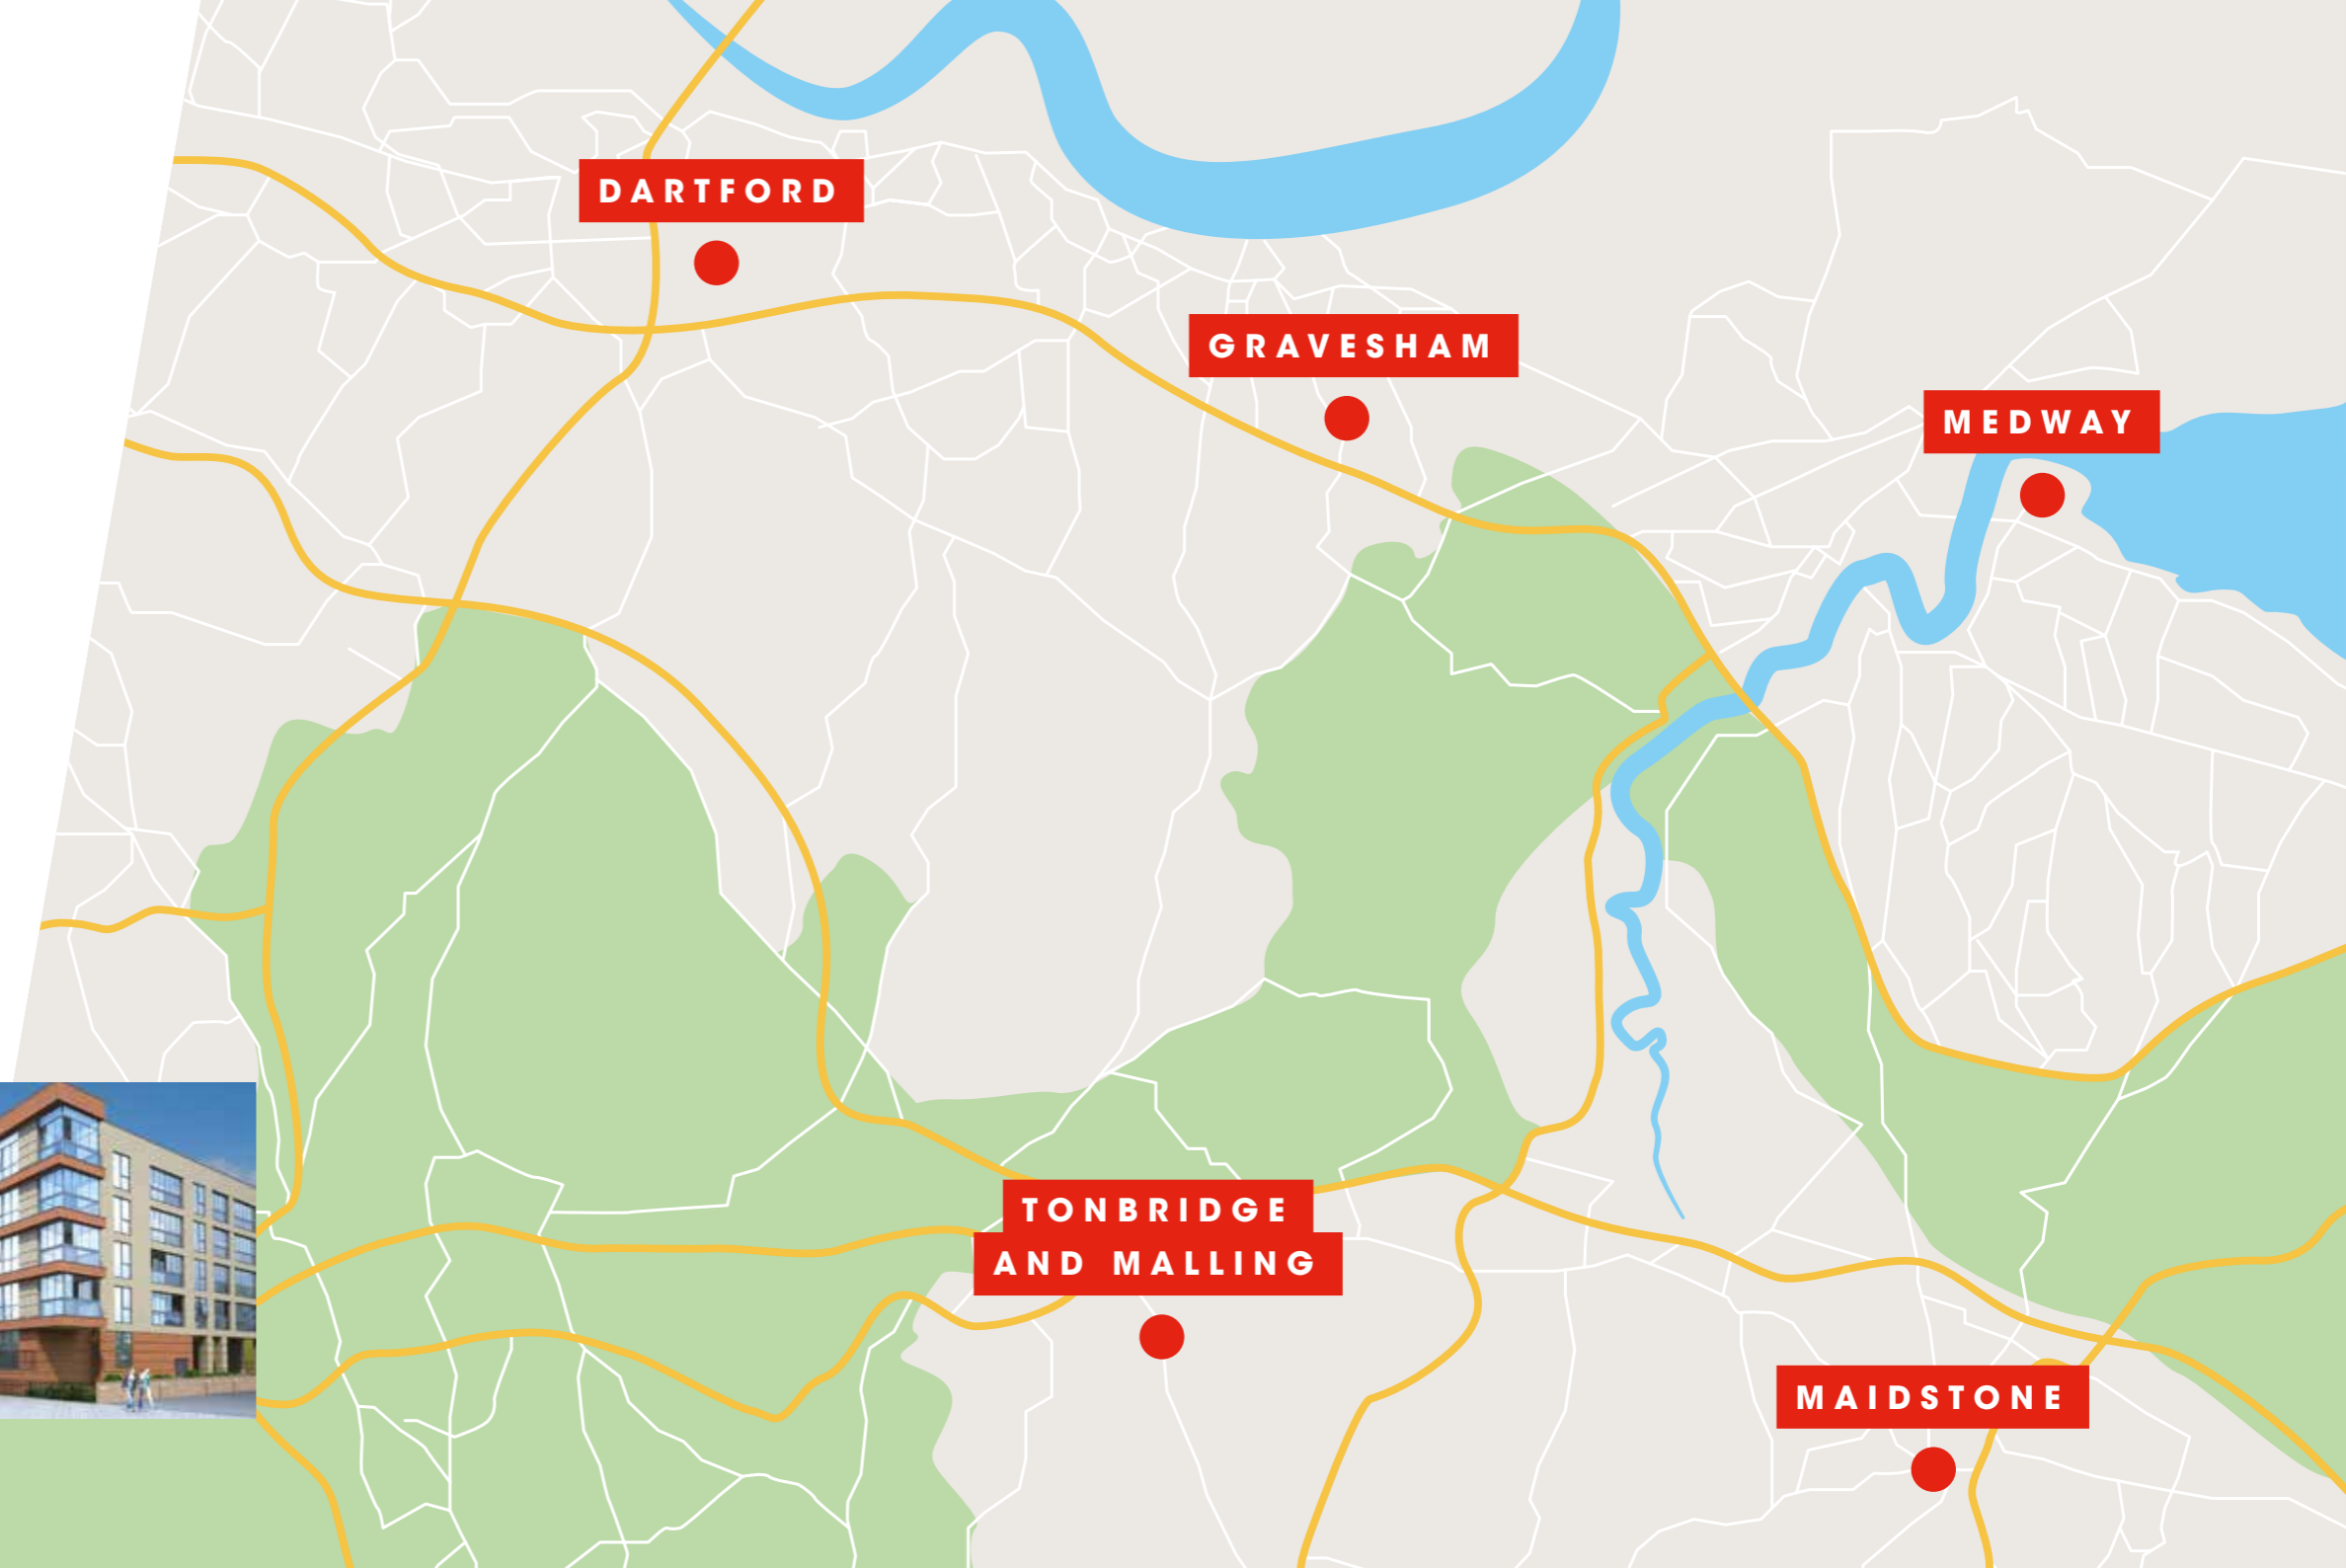 DARTFORD
GRAVESHAM
MEDWAY
TONBRIDGE
AND MALLING
MAIDSTONE